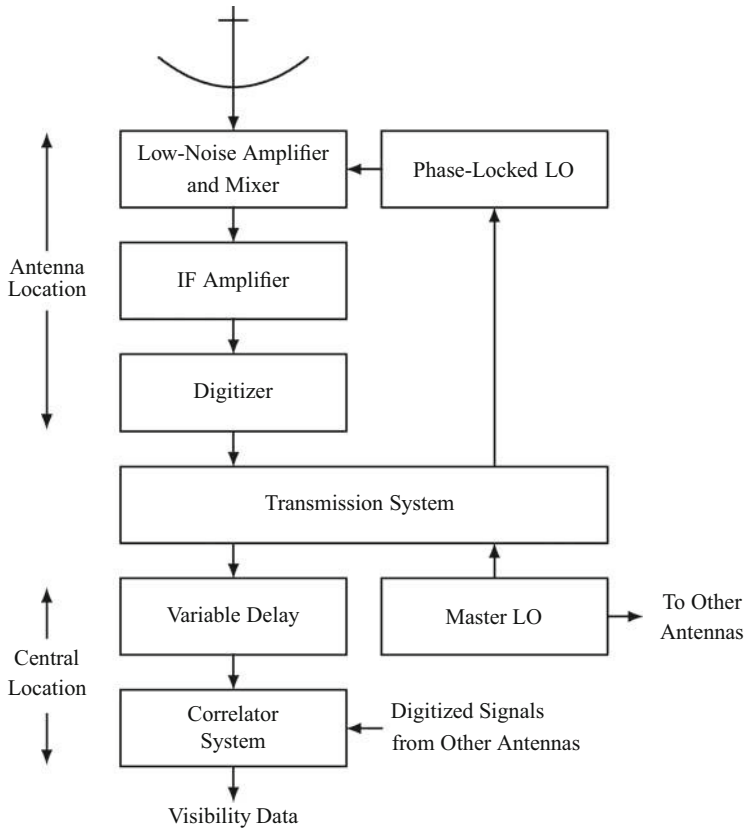 Low-Noise Amplifier
and Mixer
Phase-Locked LO
Antenna
Location
IF Amplifier
Digitizer
Transmission System
Variable Delay
Master LO
To Other
Antennas
Central
Location
Correlator
System
Digitized Signals
from Other Antennas
Visibility Data